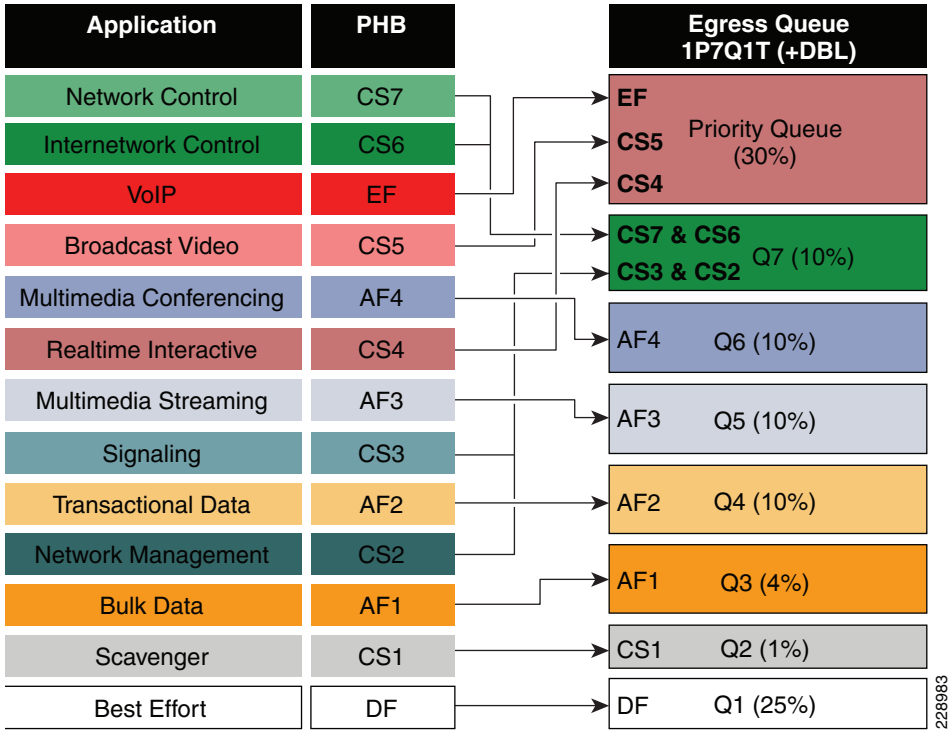 Application PHB Egress Queue
1P7Q1T (+DBL)
Network Control CS7
Internetwork Control CS6
VoIP EF
Broadcast Video CS5
Multimedia Conferencing AF4
Realtime Interactive CS4
Multimedia Streaming AF3
Signaling CS3
Transactional Data AF2
Network Management CS2
Bulk Data AF1
Scavenger CS1
Best Effort DF
EF
CS5 Priority Queue
(30%)
CS4
CS7 & CS6
Q7 (10%)
CS3 & CS2
AF4 Q6 (10%)
AF3 Q5 (10%)
AF2 Q4 (10%)
AF1 Q3 (4%)
CS1 Q2 (1%)
DF Q1 (25%)
228983